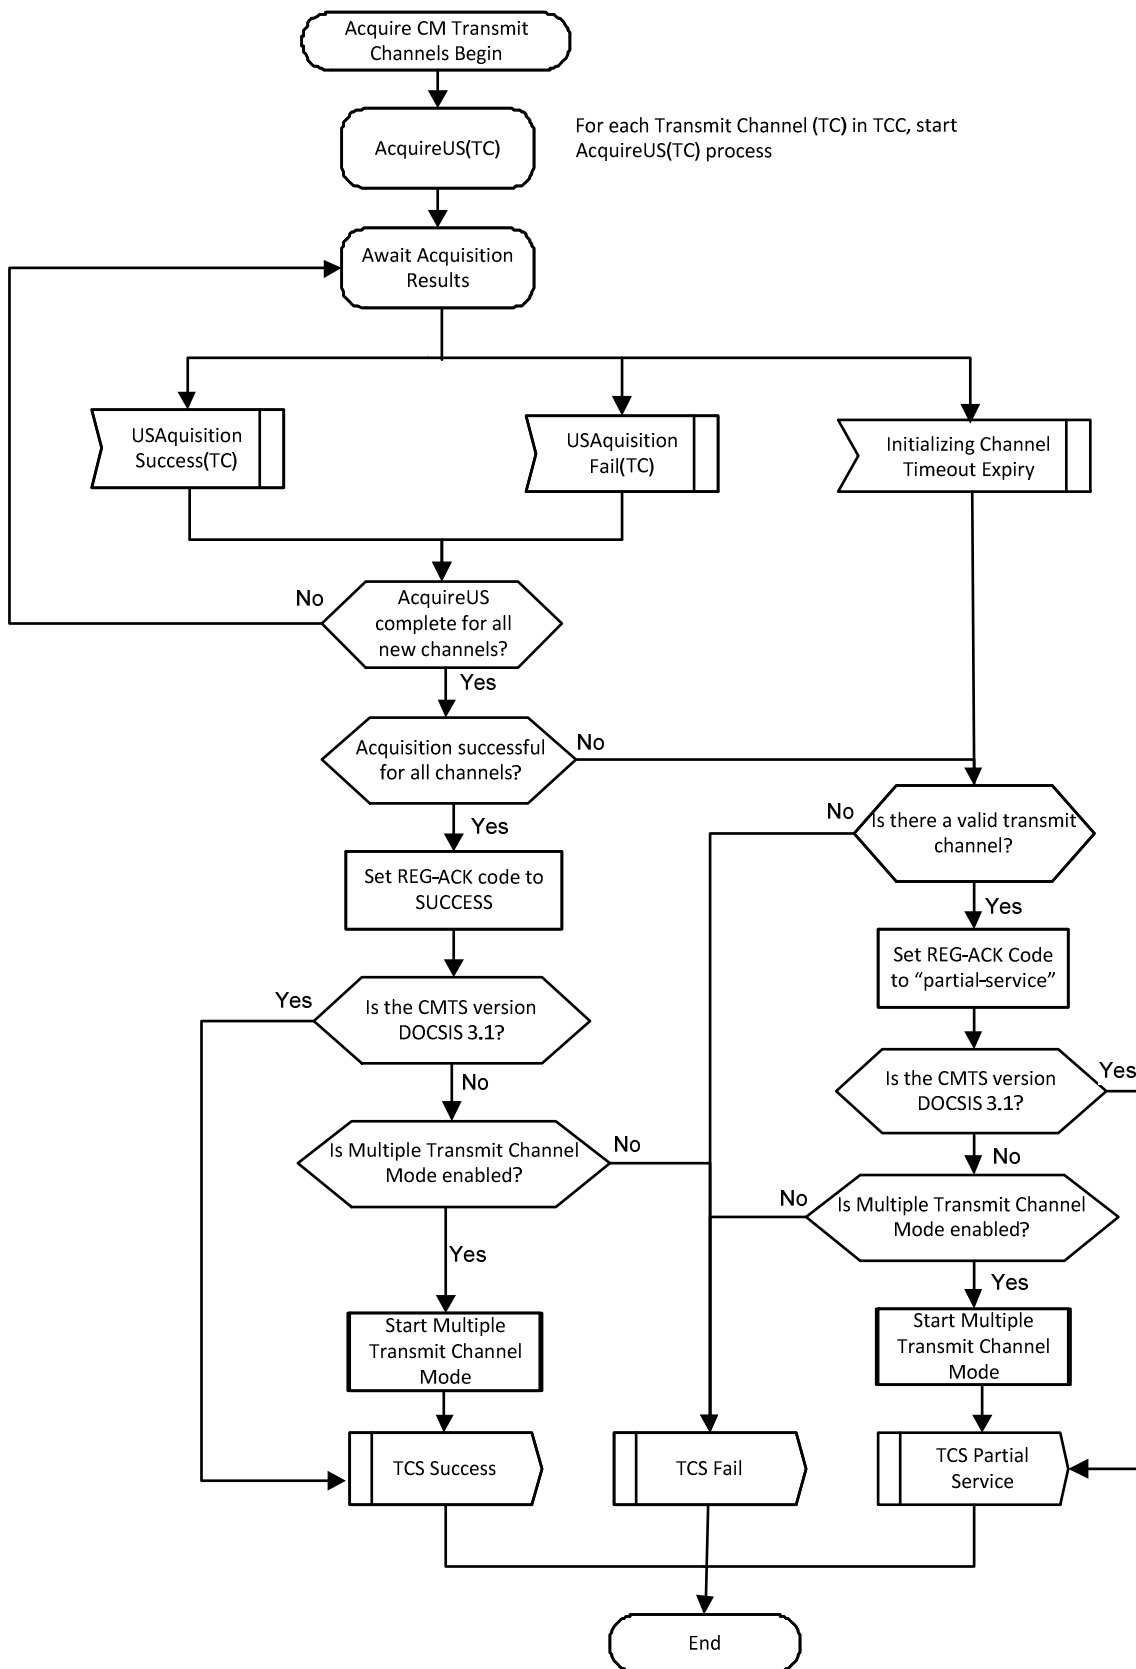 Acquire CM Transmit
Channels Begin
AcquireUS(TC)
For each Transmit Channel (TC) in TCC, start
AcquireUS(TC) process
Await Acquisition
Results
USAquisition
Success(TC)
USAquisition
Fail(TC)
Initializing Channel
Timeout Expiry
No
AcquireUS
complete for all
new channels?
Yes
Acquisition successful
for all channels?
No
Yes
No
Is there a valid transmit
channel?
Set REG-ACK code to
SUCCESS
Yes
Set REG-ACK Code
to “partial-service”
Yes
Is the CMTS version
DOCSIS 3.1?
No
Is the CMTS version
DOCSIS 3.1?
Yes
No
Is Multiple Transmit Channel
Mode enabled?
No
No
Is Multiple Transmit Channel
Mode enabled?
Yes
Yes
Start Multiple
Transmit Channel
Mode
Start Multiple
Transmit Channel
Mode
TCS Success
TCS Fail
TCS Partial
Service
End